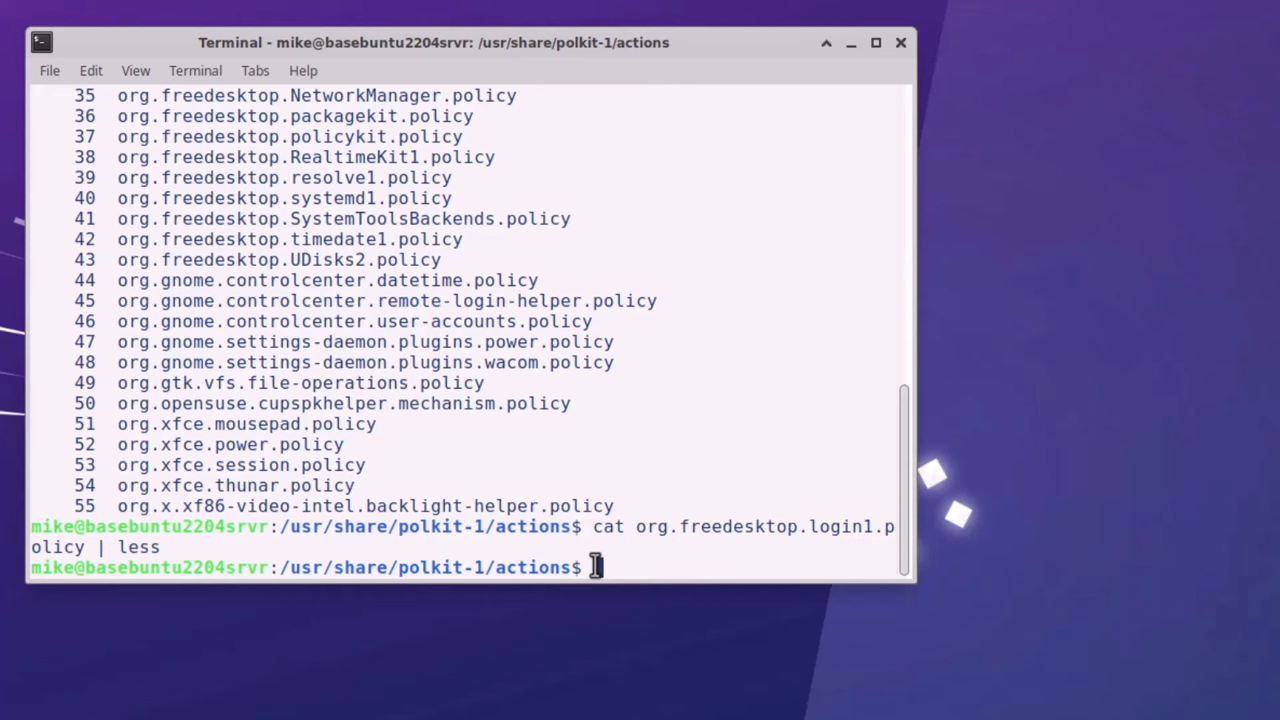 Terminal - mike@basebuntu2204srvr: /usr/share/polkit-1/actions
File Edit View Terminal Tabs Help
35 org.freedesktop.NetworkManager.policy
36 org.freedesktop.packagekit.policy
37 org.freedesktop.policykit.policy
38 org.freedesktop.RealtimeKit1.policy
39 org.freedesktop.resolve1.policy
40 org.freedesktop.systemd1.policy
41 org.freedesktop.SystemToolsBackends.policy
42 org.freedesktop.timedate1.policy
43 org.freedesktop.UDisks2.policy
44 org.gnome.controlcenter.datetime.policy
45 org.gnome.controlcenter.remote-login-helper.policy
46 org.gnome.controlcenter.user-accounts.policy
47 org.gnome.settings-daemon.plugins.power.policy
48 org.gnome.settings-daemon.plugins.wacom.policy
49 org.gtk.vfs.file-operations.policy
50 org.opensuse.cupspkhelper.mechanism.policy
51 org.xfce.mousepad.policy
52 org.xfce.power.policy
53 org.xfce.session.policy
54 org.xfce.thunar.policy
55 org.x.xf86-video-intel.backlight-helper.policy
mike@basebuntu2204srvr:/usr/share/polkit-1/actions$ cat org.freedesktop.login1.p
olicy | less
mike@basebuntu2204srvr:/usr/share/polkit-1/actions$